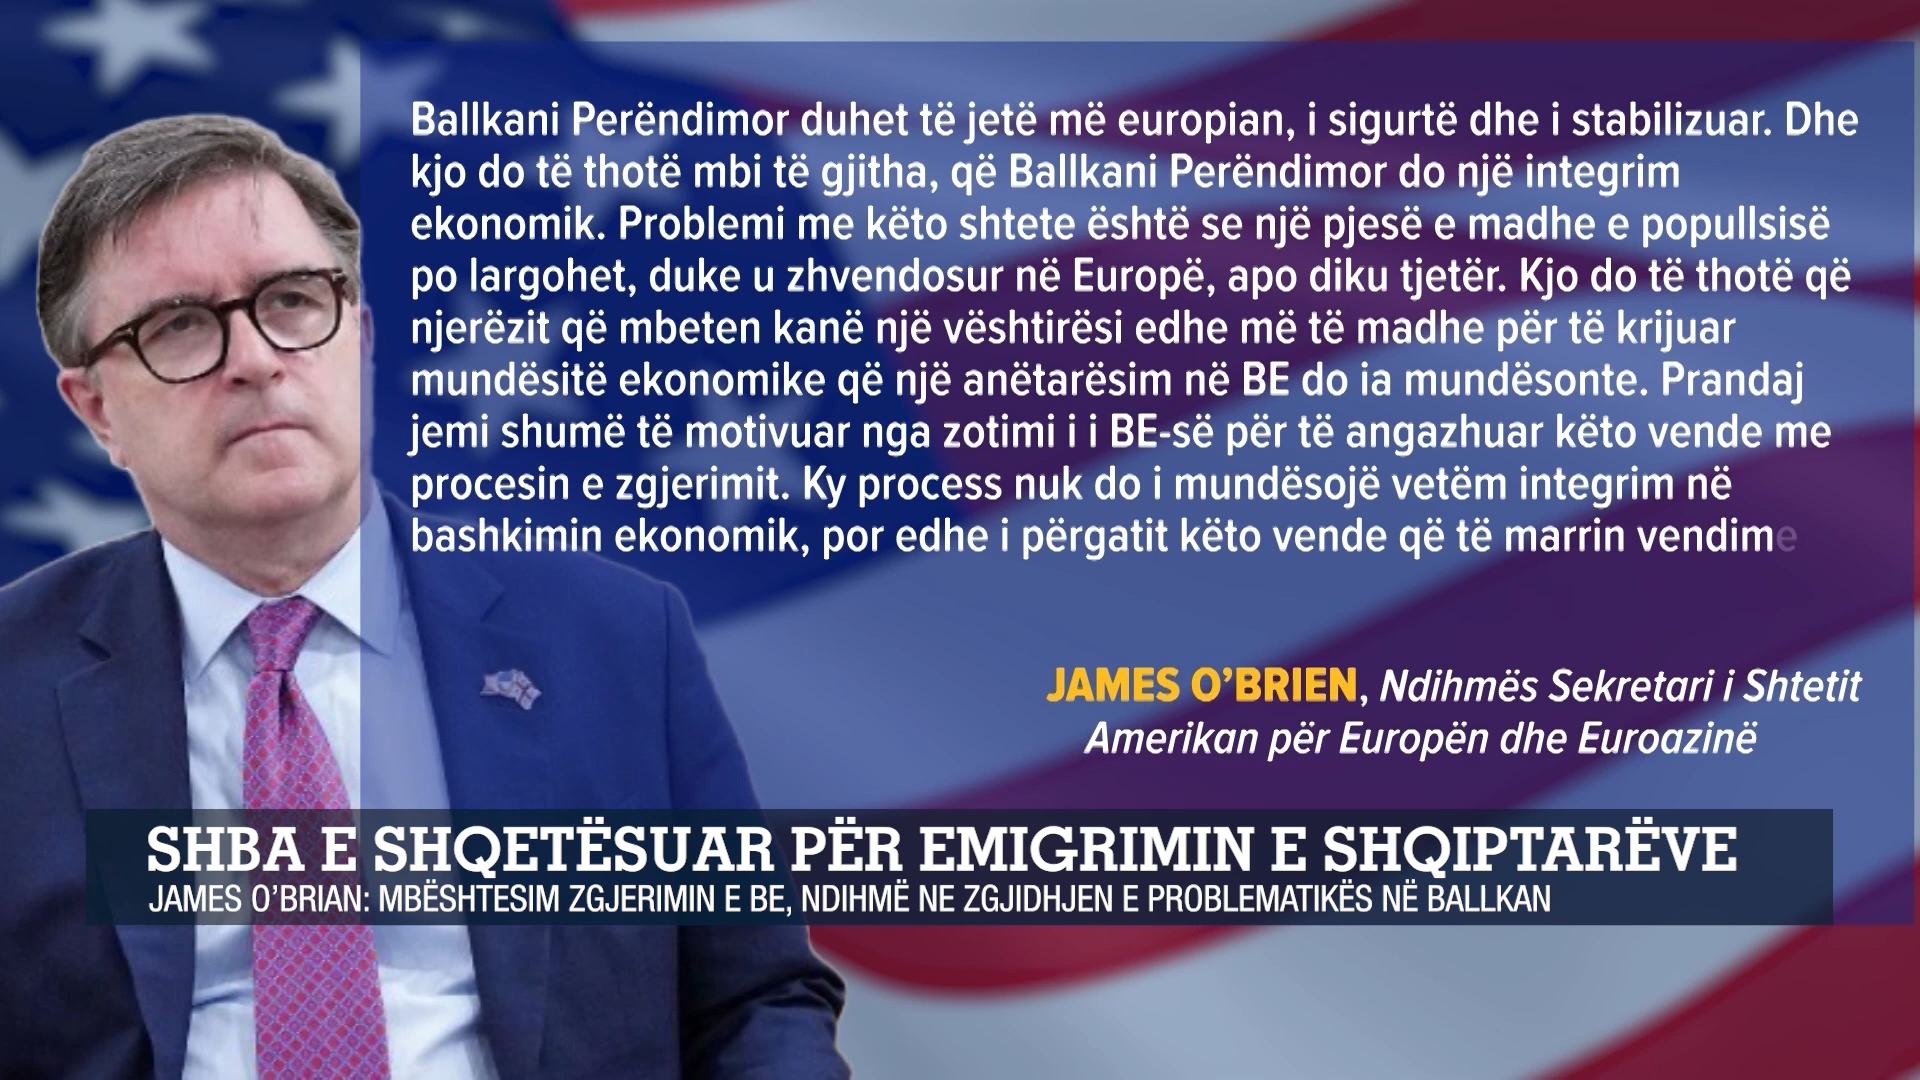 Ballkani Perëndimor duhet të jetë më europian, i sigurtë dhe i stabilizuar. Dhe
kjo do të thotë mbi të gjitha, që Ballkani Perëndimor do një integrim
ekonomik. Problemi me këto shtete është se një pjesë e madhe e popullsisë
po largohet, duke u zhvendosur në Europë, apo diku tjetër. Kjo do të thotë që
njerëzit që mbeten kanë një vështirësi edhe më të madhe për të krijuar
mundësitë ekonomike që një anëtarësim në BE do ia mundësonte. Prandaj
jemi shumë të motivuar nga zotimi i i BE-së për të angazhuar këto vende me
procesin e zgjerimit. Ky process nuk do i mundësojë vetëm integrim në
bashkimin ekonomik, por edhe i përgatit këto vende që të marrin vendime
JAMES O’BRIEN, Ndihmës Sekretari i Shtetit
Amerikan për Europën dhe Euroazinë
SHBA E SHQETËSUAR PËR EMIGRIMIN E SHQIPTARËVE
JAMES O’BRIAN: MBËSHTESIM ZGJERIMIN E BE, NDIHMË NE ZGJIDHJEN E PROBLEMATIKËS NË BALLKAN